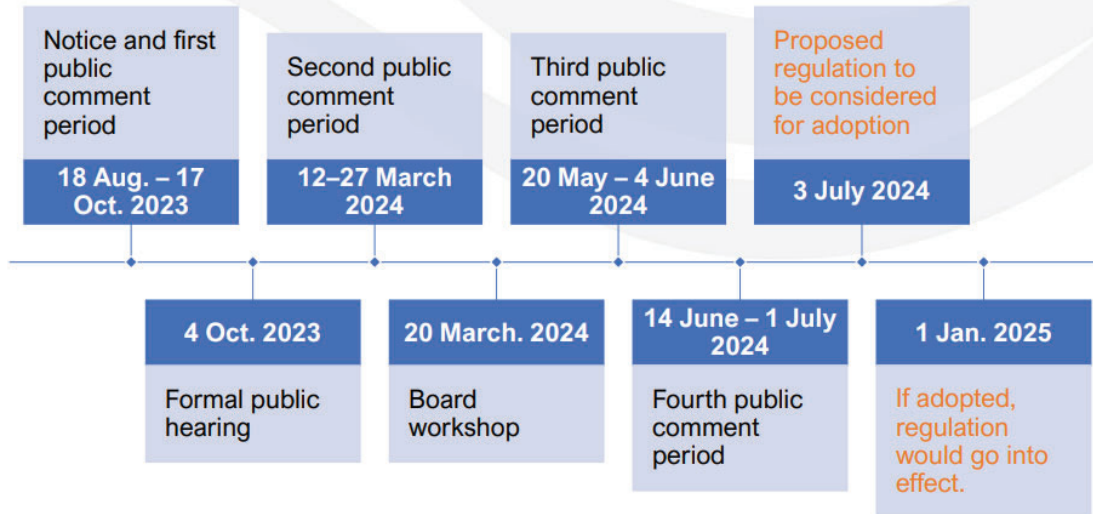 Notice and first
public
comment
period
18 Aug. – 17
Oct. 2023
Second public
comment
period
12–27 March
2024
Third public
comment
period
20 May – 4 June
2024
Proposed
regulation to
be considered
for adoption
3 July 2024
4 Oct. 2023
Formal public
hearing
20 March. 2024
Board
workshop
14 June – 1 July
2024
Fourth public
comment
period
1 Jan. 2025
If adopted,
regulation
would go into
effect.